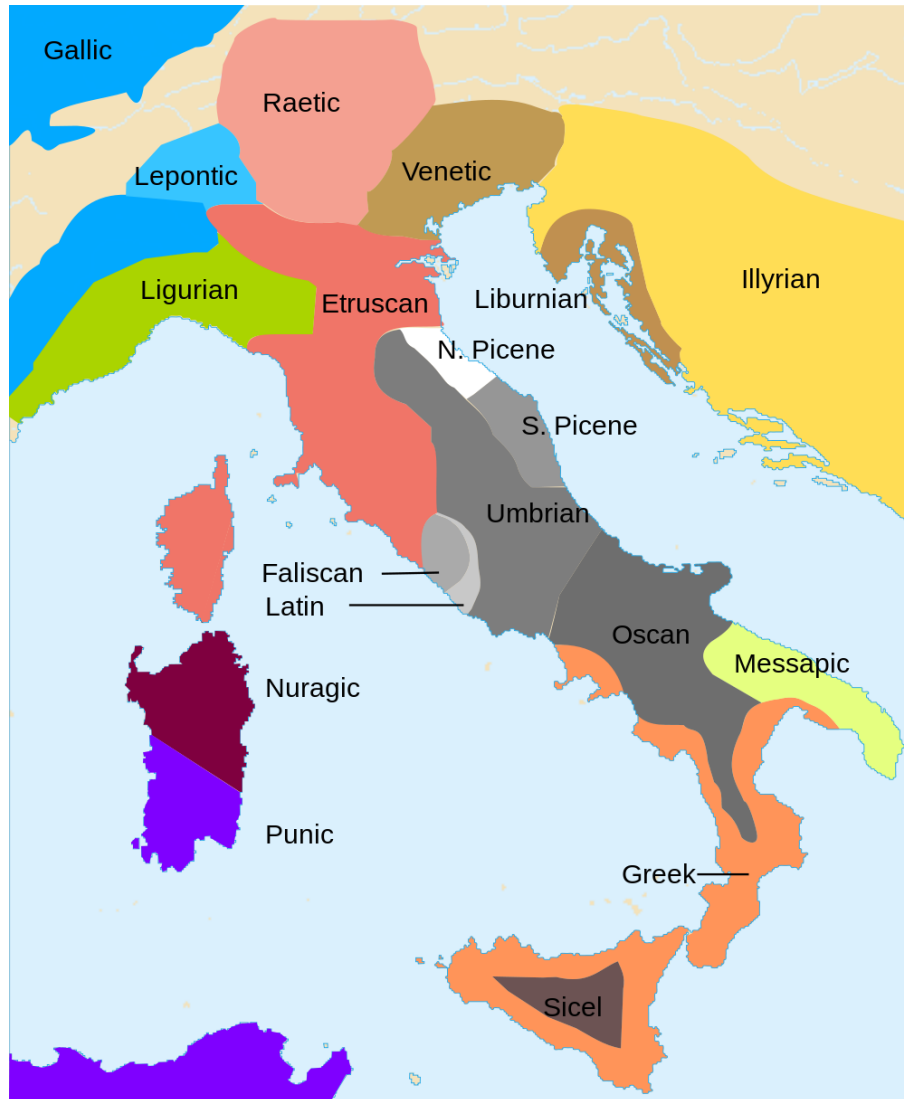 Gallic
Raetic
Lepontic
Venetic
Ligurian
Etruscan
Liburnian
Illyrian
N. Picene
S. Picene
Umbrian
Faliscan
Latin
Oscan
Messapic
Nuragic
Punic
Greek
Sicel